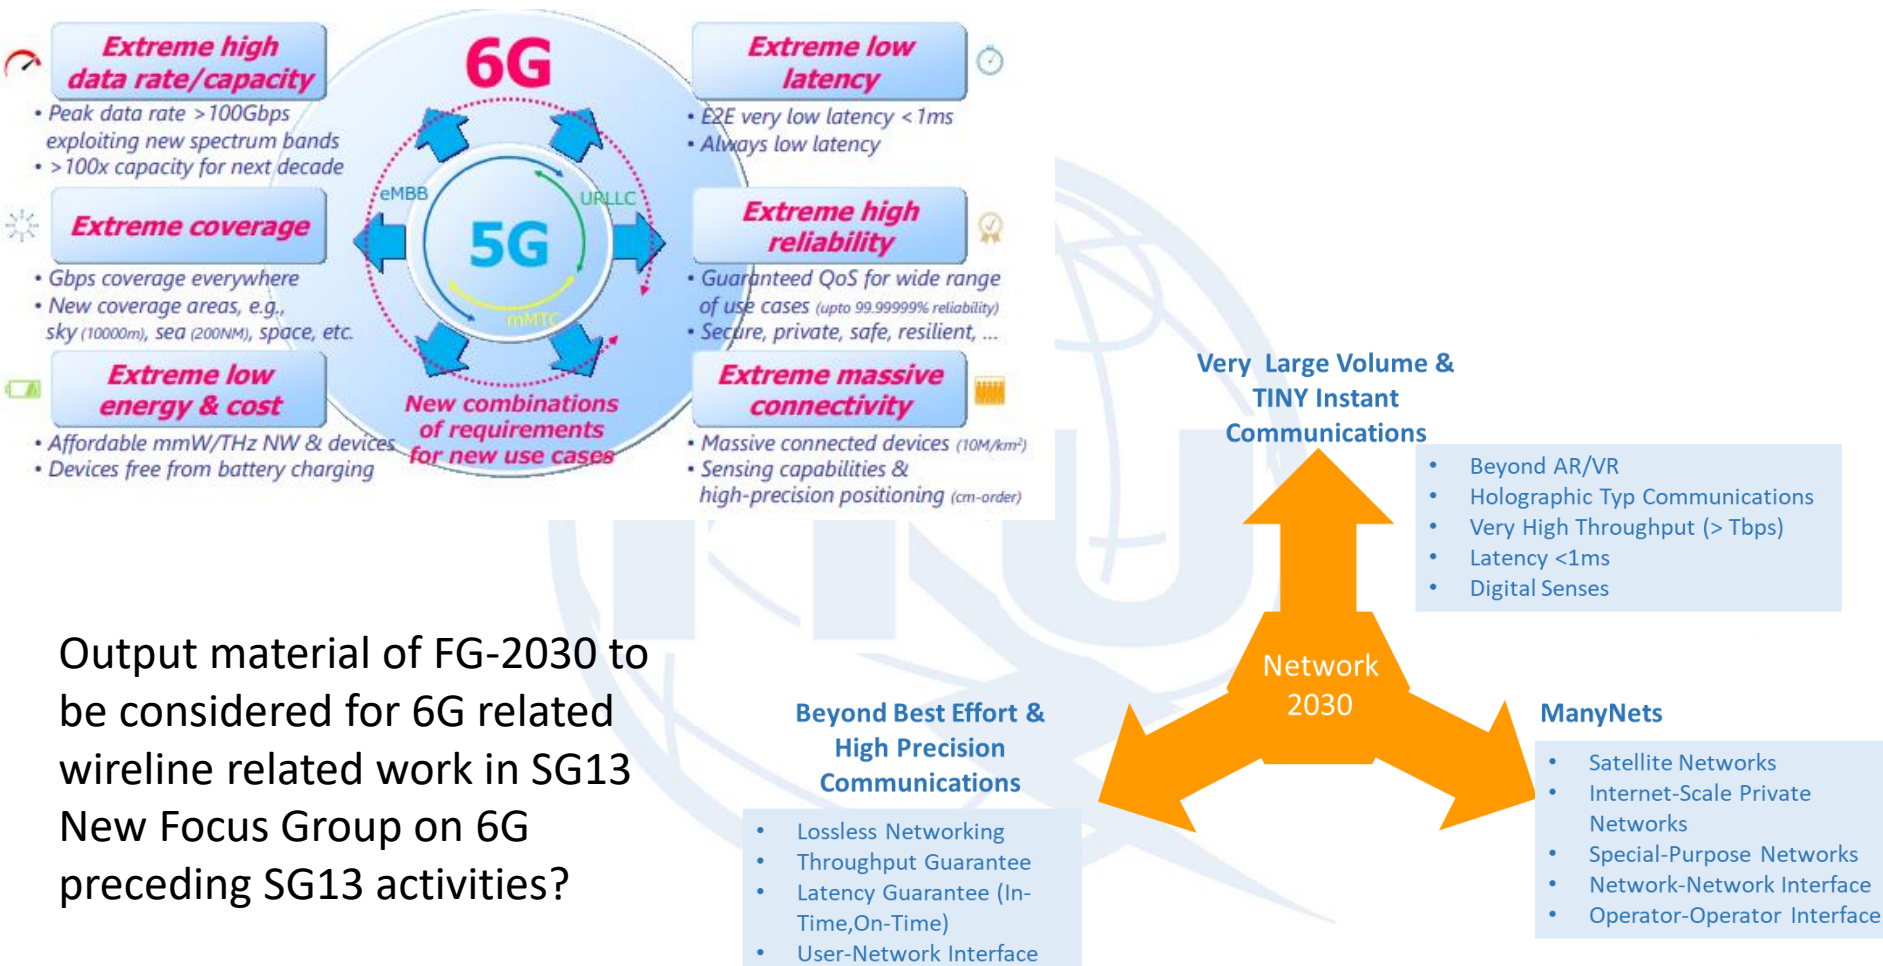 Extreme high
data rate/capacity
• Peak data rate >100Gbps
exploiting new spectrum bands
• >100x capacity for next decade
Extreme coverage
• Gbps coverage everywhere
• New coverage areas, e.g.,
sky (10000m), sea (200NM), space, etc.
Extreme low
energy & cost
• Affordable mmW/THz NW & devices
• Devices free from battery charging
6G
eMBB
URLLC
5G
mMTC
New combinations
of requirements
for new use cases
Extreme low
latency
• E2E very low latency <1ms
• Always low latency
Extreme high
reliability
• Guaranteed QoS for wide range
of use cases (upto 99.99999% reliability)
• Secure, private, safe, resilient, ...
Extreme massive
connectivity
• Massive connected devices (10M/km²)
• Sensing capabilities &
high-precision positioning (cm-order)
Very Large Volume &
TINY Instant
Communications
• Beyond AR/VR
• Holographic Typ Communications
• Very High Throughput (> Tbps)
• Latency <1ms
• Digital Senses
Output material of FG-2030 to
be considered for 6G related
wireline related work in SG13
New Focus Group on 6G
preceding SG13 activities?
Network
2030
Beyond Best Effort &
High Precision
Communications
• Lossless Networking
• Throughput Guarantee
• Latency Guarantee (In-
Time,On-Time)
• User-Network Interface
ManyNets
• Satellite Networks
• Internet-Scale Private
Networks
• Special-Purpose Networks
• Network-Network Interface
• Operator-Operator Interface
ITU